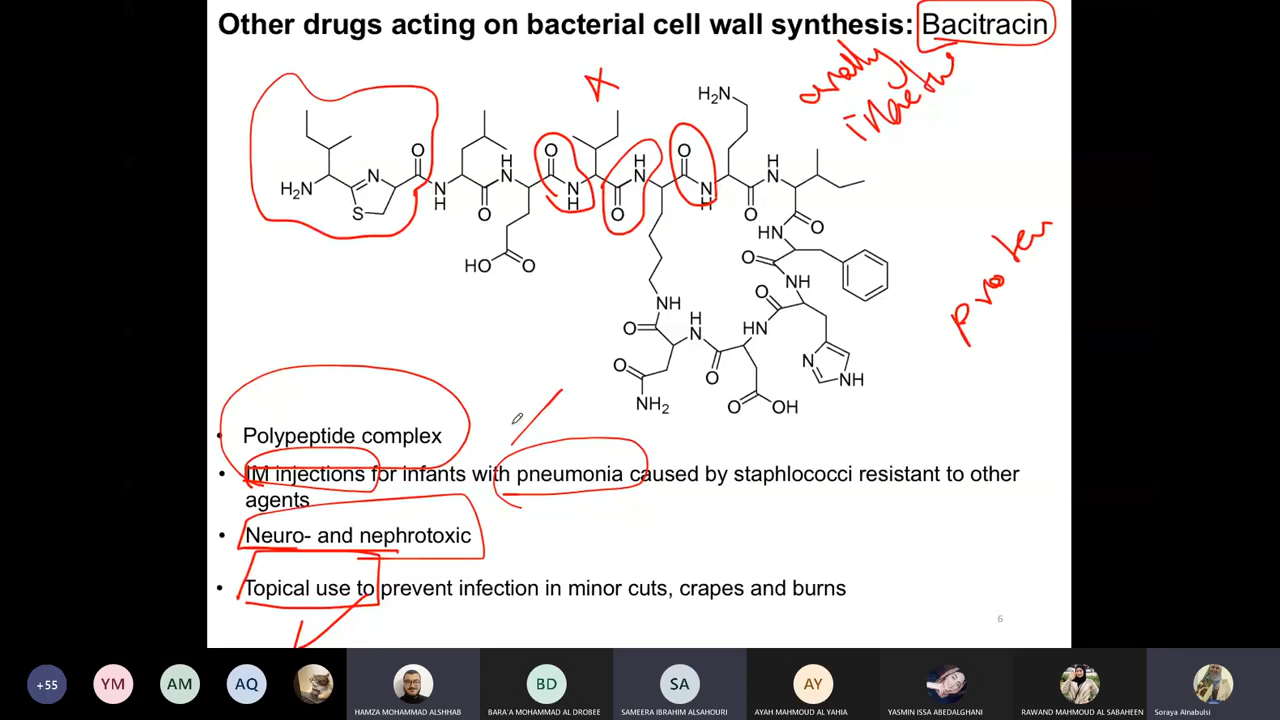 Other drugs acting on bacterial cell wall synthesis: Bacitracin
orally
inactive
H₂N
O
O
H
N
O
H
N
O
H
N
H₂N
N
S
N
H
O
N
H
O
N
H
O
O
HN
HO
O
O
NH
NH
O
O
H
N
HN
O
O
N
NH
O
NH₂
O
OH
protein
• Polypeptide complex
• IM injections for infants with pneumonia caused by staphlococci resistant to other
agents
• Neuro- and nephrotoxic
• Topical use to prevent infection in minor cuts, crapes and burns
6
+55
YM
AM
AQ
BD
SA
AY
HAMZA MOHAMMAD ALSHHAB
BARA'A MOHAMMAD AL DROBEE
SAMEERA IBRAHIM ALSAHOURI
AYAH MAHMOUD AL YAHIA
YASMIN ISSA ABEDALGHANI
RAWAND MAHMOUD AL SABAHEEN
Soraya Alnabulsi